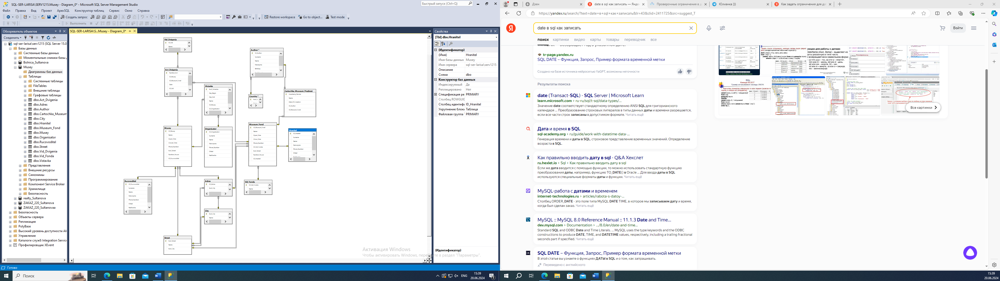 SQL-SER-LARISA\SERV1215.Musey - Diagram_0* - Microsoft SQL Server Management Studio
Быстрый запуск (Ctrl+Q)
Файл Правка Вид Проект ApexSQL Конструктор таблиц Сервис Окно Справка
Создать запрос
Restore workspace Go to object... Test mode
Выполнить
Обозреватель объектов
Соединить
sql-ser-larisa\serv1215 (SQL Server 15.0
Базы данных
Системные базы данных
Моментальные снимки базы д
Bolnica_Sultanova
Musey
Диаграммы баз данных
Таблицы
Системные таблицы
FileTables
Внешние таблицы
Графовые таблицы
dbo.Act_Dvigenia
dbo.Adres
dbo.Author
dbo.Cartochka_Museum
dbo.City
dbo.Hranitel
dbo.Museum_Fond
dbo.Musey
dbo.Organisator
dbo.Rucovoditel
dbo.Street
dbo.Vid_Dvigenia
dbo.Vid_Fonda
dbo.Vistavka
Представления
Внешние ресурсы
Синонимы
Программирование
Компонент Service Broker
Хранилище
Безопасность
realty_Sultanova
ZAKAZ_220_Sultanova
ZAKAZ_220_Sultanovaa
Безопасность
Объекты сервера
Репликация
PolyBase
Высокий уровень доступности Al
Управление
Каталоги служб Integration Service
Профилировщик XEvent
SQL-SER-LARISA\S...Musey - Diagram_0*
Vid_Dvigenia
ID_Vid
Name
Act_Dvigenia
Number_Act
ID_Musey
ID_Museum_Fond
Date
ID_Vid
Musey
ID_Musey
Name
Open_Time
Closed_Time
Phone_Number
Kod_Street
Number_House
ID_Rucovoditel
Rucovoditel
ID_Rucovoditel
Surname
Name
Patronymic
Phone_Number
Oklad
Nadbavka
Street
Kod_Street
Name
Kod_City
Vistavka
Kod_Vistavka
Day_Begin
Day_End
Name
ID_Musey
ID_Organisator
Organisator
ID_Organisator
Surname
Name
Patronymic
Phone_Number
Oklad
Nadbavka
Adres
ID_Adres
Kod_City
City
Kod_City
Name
Author *
ID_Author
Surname
Name
Patronymic
Birthday
Country *
Cartochka_Museum_Predmet
Inventarny_Nomer
Name
Date_Of_Creation
ID_Author
ID_Museum_Fond
Museum_Fond
ID_Museum_Fond
Name
Open_Time
Close_Time
Phone_Number
ID_Vid_Fonda
Kod_Street
Number_House
ID_Hranitel
Hranitel
ID_Hranitel
Surname
Name
Patronymic
Phone_Number
Oklad
Vid_Fonda
ID_Vid_Fonda
Name
Свойства
[Tbl] dbo.Hranitel
(Идентификатор)
(Имя) Hranitel
Имя базы данных Musey
Имя сервера sql-ser-larisa\serv1215
Описание
Схема dbo
Конструктор баз данных
Индексируемый Да
Реплицировано Нет
Спецификация ре PRIMARY
Столбец ROWGUID
Столбец идентифи ID_Hranitel
Укрупнение блоки Таблица
Файловая группа PRIMARY
(Идентификатор)
Активация Windows
Чтобы активировать Windows, перейдите в раздел "Параметры".
Готово
Поиск
ENG
15:39
20.06.2024
Дзен
date в sql как записать — Янде
Проверочные ограничения в
Юлианка )))
Как задать ограничения для да
https://yandex.ru/search/?text=date+в+sql+как+записать&lr=43&clid=2411725&src=suggest_T
date в sql как записать
Войти
поиск картинки видео карты товары переводчик все
tr-page.yandex.ru
SQL DATE – Функция, Запрос, Пример формата временной метки
Создано на базе источника нейросетью YaGPT, возможны неточности
Результаты поиска
date (Transact-SQL) - SQL Server | Microsoft Learn
learn.microsoft.com › ru-ru/sql/t-sql/data-types/...
Значение date соответствует стандартному определению ANSI SQL для григорианского
календаря ... Преобразование строковых литералов в типы данных даты и времени разрешается,
если все части строк записаны в допустимом формате. Читать ещё
Дата и время в SQL
sql-academy.org › ru/guide/work-with-datetime-data-...
Генерация времени и даты в SQL, строковое представление временных значений. Определение
возраста в SQL.
Как правильно вводить дату в sql - Q&A Хекслет
ru.hexlet.io › Sql › Как правильно вводить дату в sql
Если же дата вводится с помощью функции, то можно использовать стандартную функцию
преобразования даты, например, функцию TO_DATE() в Oracle ... Для ввода даты в SQL
используются специальные форматы даты и функции. Читать ещё
MySQL-работа с датами и временем
internet-technologies.ru › articles/rabota-s-datoy-...
Столбец ORDER_DATE - это поле типа MySQL DATE TIME, в которое мы записываем дату и время,
когда был сделан заказ. Читать ещё
MySQL :: MySQL 8.0 Reference Manual :: 11.1.3 Date and Time...
dev.mysql.com › Documentation › .../8.0/en/date-and-time...
Standard SQL and ODBC Date and Time Literals. ... MySQL uses the type keywords and the ODBC
constructions to produce DATE, TIME, and DATETIME values, respectively, including a trailing fractional
seconds part if specified. Читать ещё
SQL DATE – Функция, Запрос, Пример формата временной метки
В этой статье вы узнаете о функциях ДАТЫ в SQL и о том, как запрашивать.
Переведено с английского
Все картинки
15:39
20.06.2024